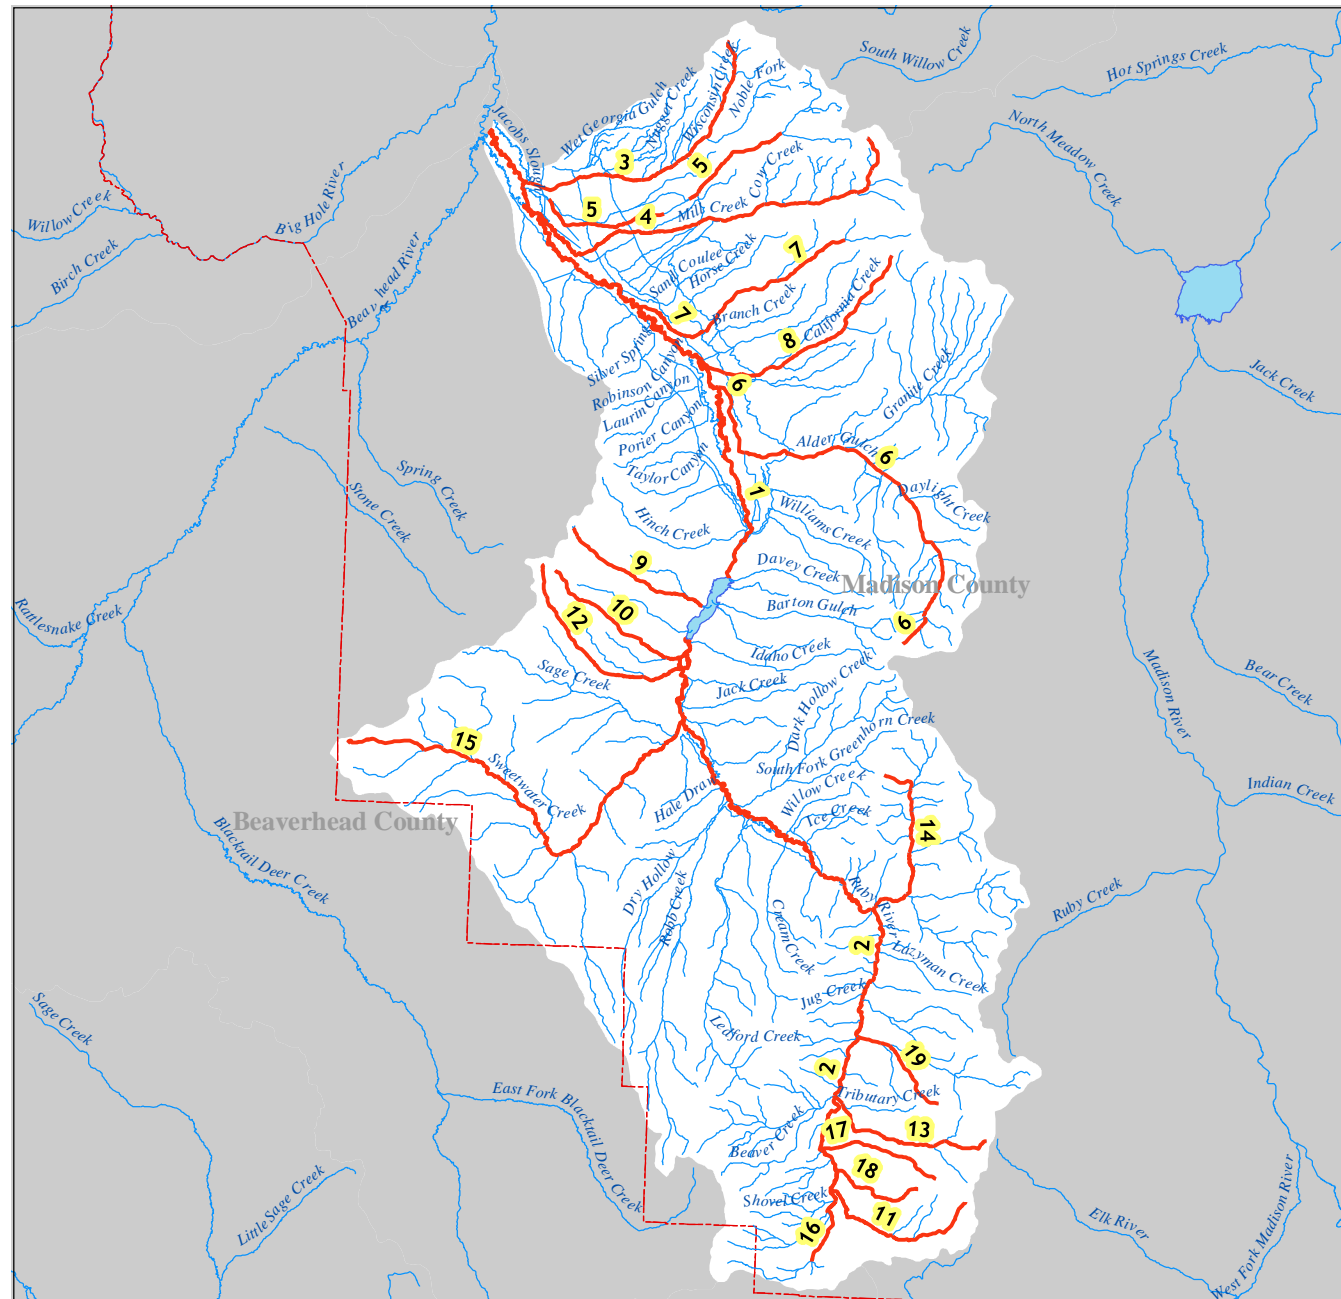 South Willow Creek
Hot Springs Creek
Wisconsin Creek
Noble Fork
Nugget Creek
Wet Georgia Gulch
Jacobs Slough
North Meadow Creek
3
5
Cow Creek
Willow Creek
Big Hole River
Birch Creek
5
4
Mill Creek
Beaverhead River
7
Sand Coulee
Horse Creek
7
Branch Creek
California Creek
8
Silver Spring
Robinson Canyon
Laurin Canyon
Porier Canyon
Taylor Canyon
6
Granite Creek
Jack Creek
Alder Gulch
6
Spring Creek
Stone Creek
1
Daylight Creek
Williams Creek
Hinch Creek
9
Davey Creek
Madison County
Barton Gulch
10
12
6
Rattlesnake Creek
Idaho Creek
Sage Creek
Jack Creek
Dark Hollow Creek
Madison River
Bear Creek
15
South Fork Greenhorn Creek
Sweetwater Creek
Hale Draw
Willow Creek
Ice Creek
Indian Creek
Beaverhead County
14
Blacktail Deer Creek
Dry Hollow
Robb Creek
Ruby River
Ruby Creek
Cream Creek
2
Lazyman Creek
Jug Creek
Sage Creek
Ledford Creek
19
2
East Fork Blacktail Deer Creek
Tributary Creek
Beaver Creek
17
13
18
Shovel Creek
11
16
Little Sage Creek
Elk River
West Fork Madison River